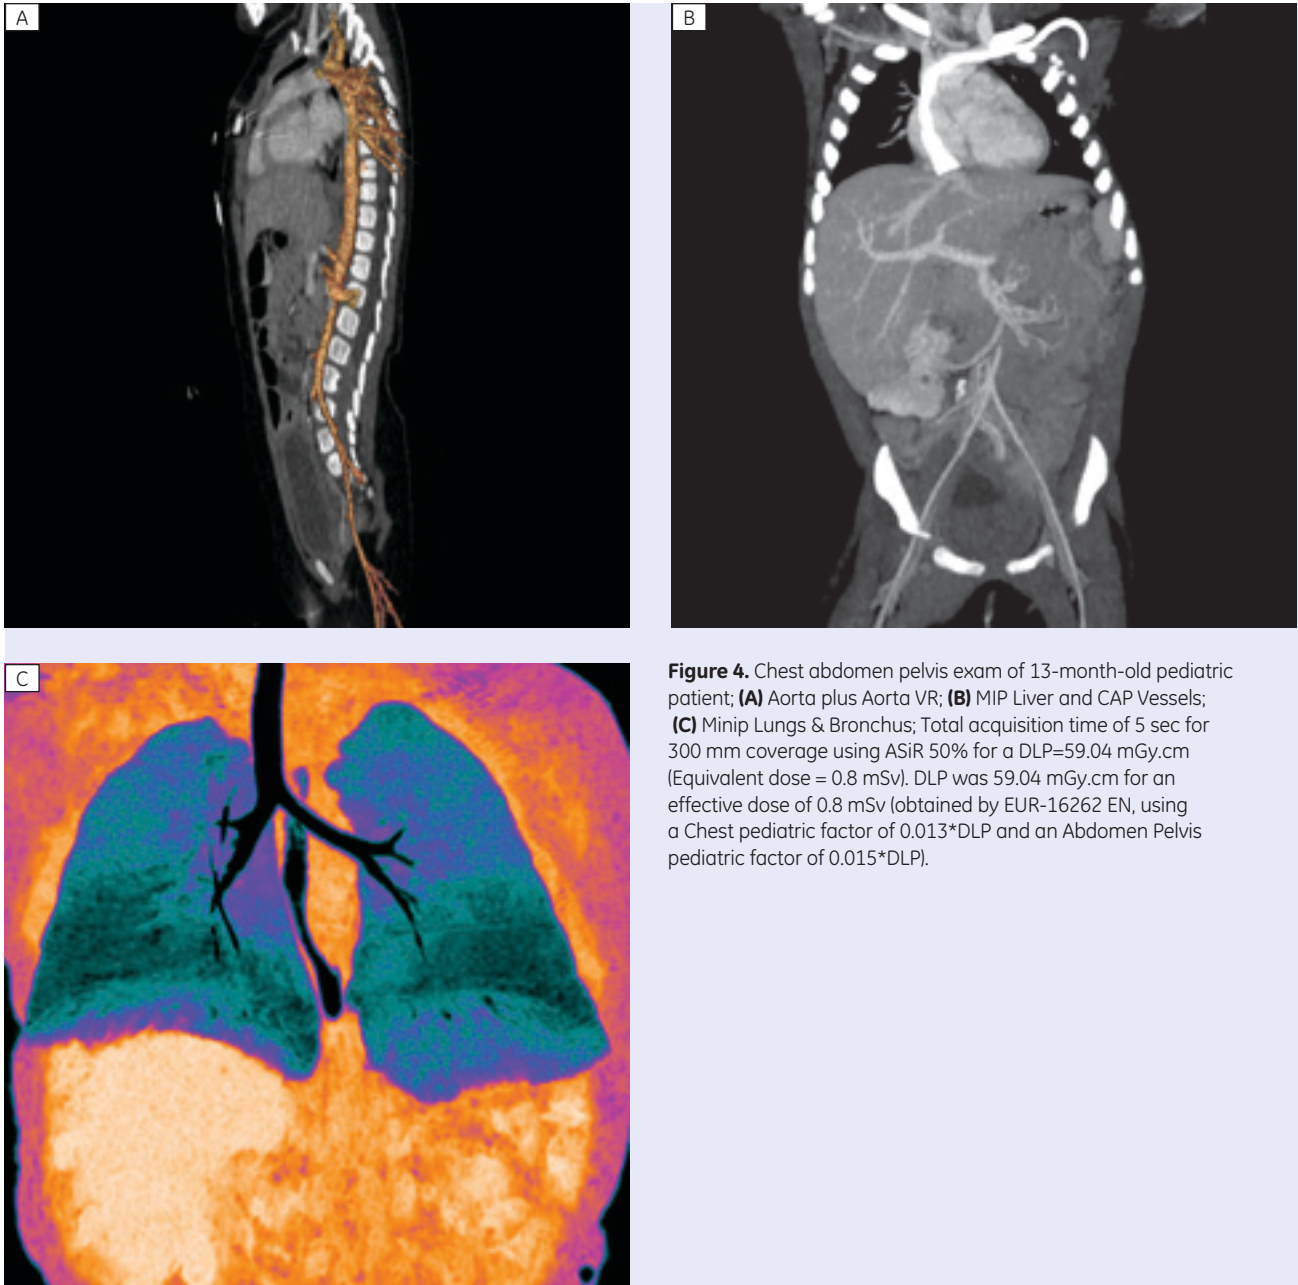 A
B
C
Figure 4. Chest abdomen pelvis exam of 13-month-old pediatric
patient; (A) Aorta plus Aorta VR; (B) MIP Liver and CAP Vessels;
(C) Minip Lungs & Bronchus; Total acquisition time of 5 sec for
300 mm coverage using ASiR 50% for a DLP=59.04 mGy.cm
(Equivalent dose = 0.8 mSv). DLP was 59.04 mGy.cm for an
effective dose of 0.8 mSv (obtained by EUR-16262 EN, using
a Chest pediatric factor of 0.013*DLP and an Abdomen Pelvis
pediatric factor of 0.015*DLP).